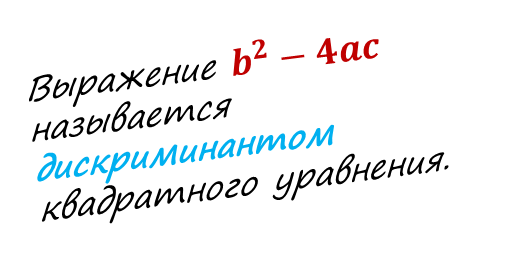 Выражение b² − 4ac
называется
дискриминантом
квадратного уравнения.